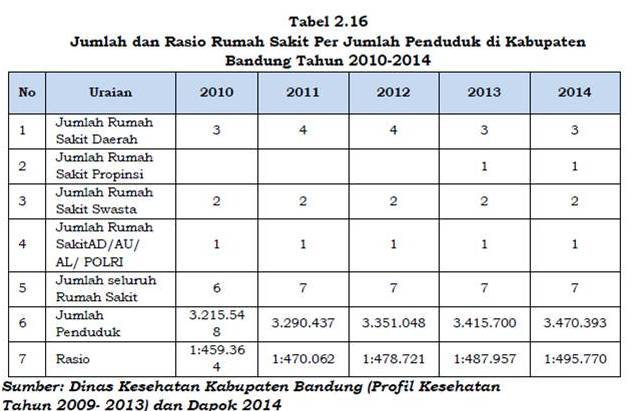 Tabel 2.16
Jumlah dan Rasio Rumah Sakit Per Jumlah Penduduk di Kabupaten
Bandung Tahun 2010-2014
No Uraian 2010 2011 2012 2013 2014
1 Jumlah Rumah
Sakit Daerah 3 4 4 3 3
2 Jumlah Rumah
Sakit Propinsi 1 1
3 Jumlah Rumah
Sakit Swasta 2 2 2 2 2
4 Jumlah Rumah
SakitAD/AU/ 1 1 1 1 1
AL/ POLRI
5 Jumlah seluruh
Rumah Sakit 6 7 7 7 7
6 Jumlah 3.215.54 3.290.437 3.351.048 3.415.700 3.470.393
Penduduk 8
7 Rasio 1:459.36 1:470.062 1:478.721 1:487.957 1:495.770
4
Sumber: Dinas Kesehatan Kabupaten Bandung (Profil Kesehatan
Tahun 2009- 2013) dan Dapok 2014